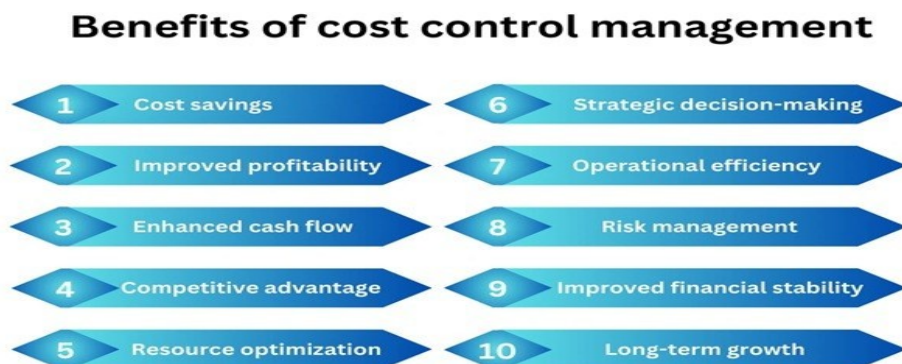 Benefits of cost control management
1 Cost savings
2 Improved profitability
3 Enhanced cash flow
4 Competitive advantage
5 Resource optimization
6 Strategic decision-making
7 Operational efficiency
8 Risk management
9 Improved financial stability
10 Long-term growth